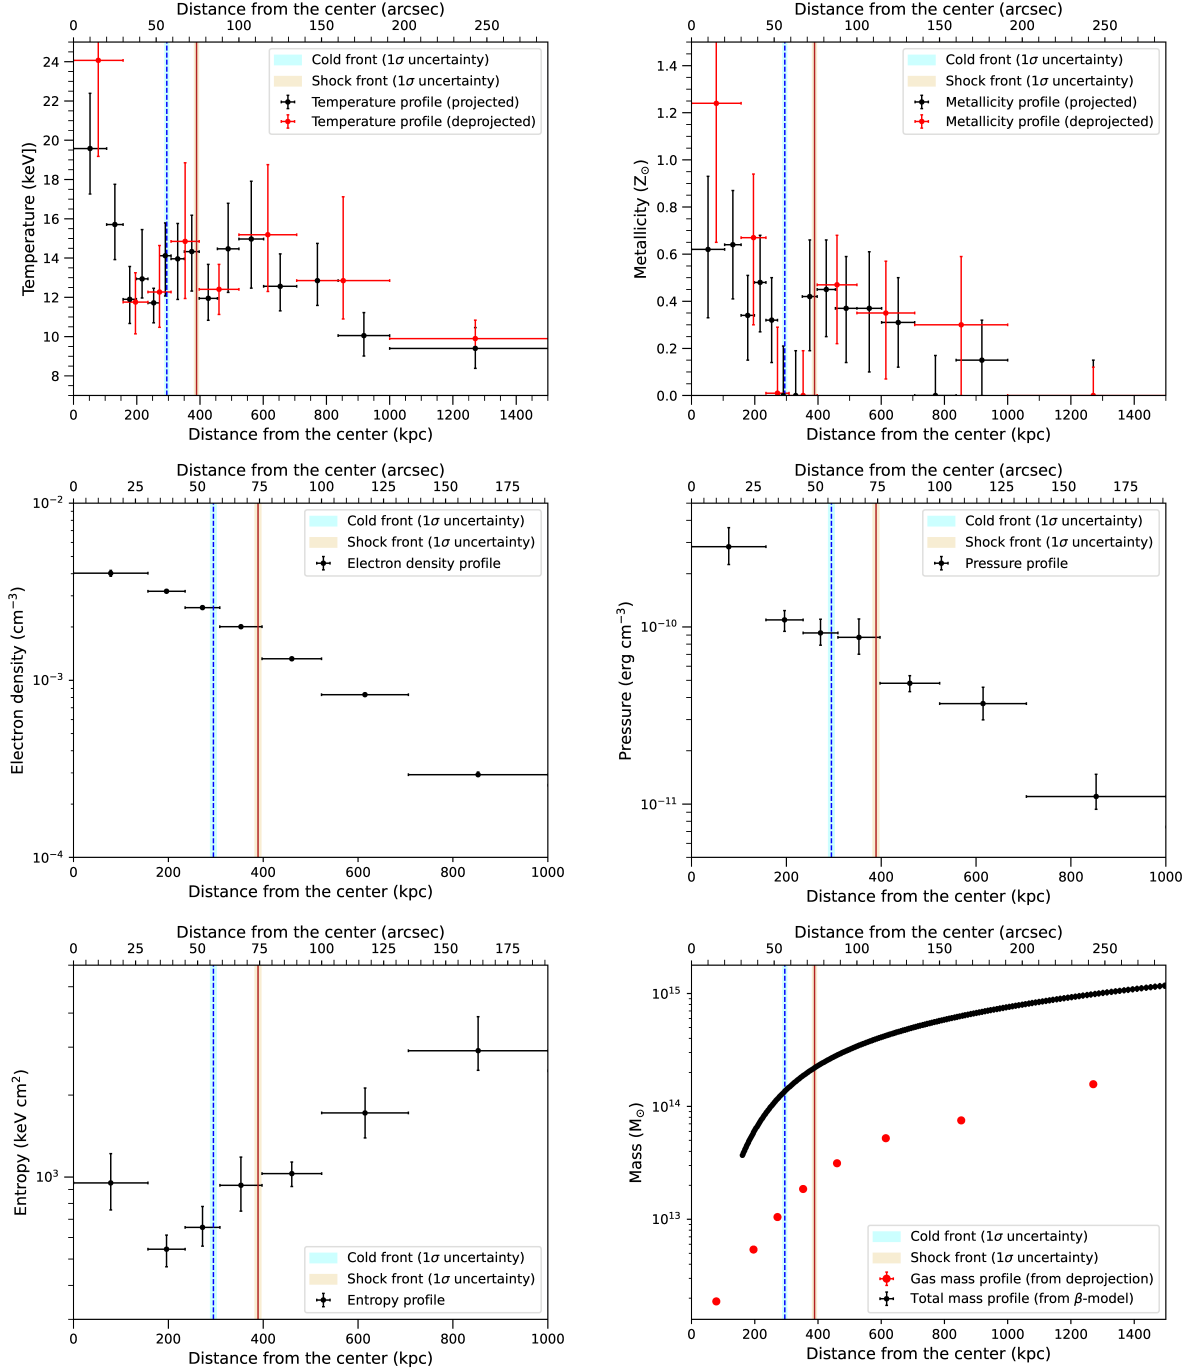 Distance from the center (arcsec)
0 50 100 150 200 250
Cold front (1σ uncertainty)
Shock front (1σ uncertainty)
Temperature profile (projected)
Temperature profile (deprojected)
Temperature (keV])
24
22
20
18
16
14
12
10
8
0 200 400 600 800 1000 1200 1400
Distance from the center (kpc)
Distance from the center (arcsec)
0 50 100 150 200 250
Cold front (1σ uncertainty)
Shock front (1σ uncertainty)
Metallicity profile (projected)
Metallicity profile (deprojected)
Metallicity (Z⊙)
1.4
1.2
1.0
0.8
0.6
0.4
0.2
0.0
0 200 400 600 800 1000 1200 1400
Distance from the center (kpc)
Distance from the center (arcsec)
0 25 50 75 100 125 150 175
Cold front (1σ uncertainty)
Shock front (1σ uncertainty)
Electron density profile
Electron density (cm⁻³)
10⁻²
10⁻³
10⁻⁴
0 200 400 600 800 1000
Distance from the center (kpc)
Distance from the center (arcsec)
0 25 50 75 100 125 150 175
Cold front (1σ uncertainty)
Shock front (1σ uncertainty)
Pressure profile
Pressure (erg cm⁻³)
10⁻¹⁰
10⁻¹¹
0 200 400 600 800 1000
Distance from the center (kpc)
Distance from the center (arcsec)
0 25 50 75 100 125 150 175
Entropy (keV cm²)
10³
Cold front (1σ uncertainty)
Shock front (1σ uncertainty)
Entropy profile
0 200 400 600 800 1000
Distance from the center (kpc)
Distance from the center (arcsec)
0 50 100 150 200 250
Mass (M⊙)
10¹⁵
10¹⁴
10¹³
Cold front (1σ uncertainty)
Shock front (1σ uncertainty)
Gas mass profile (from deprojection)
Total mass profile (from β-model)
0 200 400 600 800 1000 1200 1400
Distance from the center (kpc)